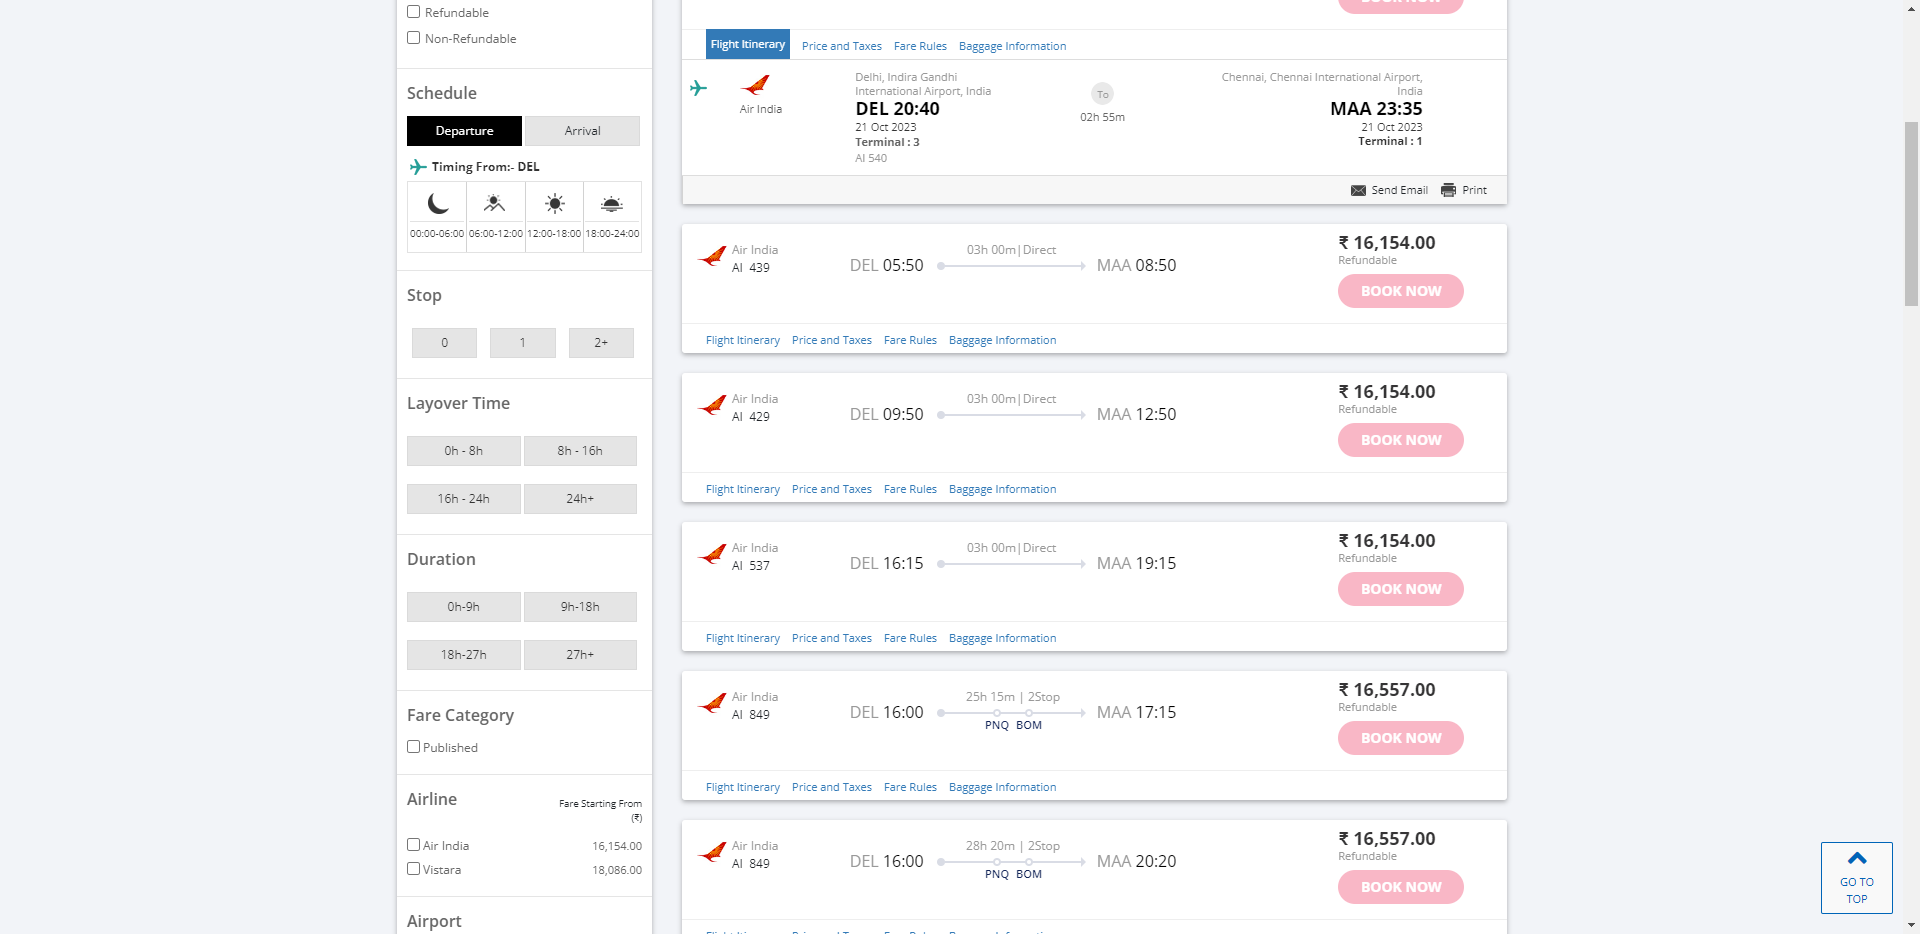 Refundable
Non-Refundable
Schedule
Departure
Arrival
Timing From:- DEL
00:00-06:00
06:00-12:00
12:00-18:00
18:00-24:00
Stop
0
1
2+
Layover Time
0h - 8h
8h - 16h
16h - 24h
24h+
Duration
0h-9h
9h-18h
18h-27h
27h+
Fare Category
Published
Airline
Fare Starting From
(₹)
Air India 16,154.00
Vistara 18,086.00
Airport
BOOK NOW
Flight Itinerary Price and Taxes Fare Rules Baggage Information
Air India
Delhi, Indira Gandhi
International Airport, India
DEL 20:40
21 Oct 2023
Terminal : 3
AI 540
To
02h 55m
Chennai, Chennai International Airport,
India
MAA 23:35
21 Oct 2023
Terminal : 1
Send Email Print
Air India
AI 439
DEL 05:50
03h 00m|Direct
MAA 08:50
₹ 16,154.00
Refundable
BOOK NOW
Flight Itinerary Price and Taxes Fare Rules Baggage Information
Air India
AI 429
DEL 09:50
03h 00m|Direct
MAA 12:50
₹ 16,154.00
Refundable
BOOK NOW
Flight Itinerary Price and Taxes Fare Rules Baggage Information
Air India
AI 537
DEL 16:15
03h 00m|Direct
MAA 19:15
₹ 16,154.00
Refundable
BOOK NOW
Flight Itinerary Price and Taxes Fare Rules Baggage Information
Air India
AI 849
DEL 16:00
25h 15m | 2Stop
PNQ BOM
MAA 17:15
₹ 16,557.00
Refundable
BOOK NOW
Flight Itinerary Price and Taxes Fare Rules Baggage Information
Air India
AI 849
DEL 16:00
28h 20m | 2Stop
PNQ BOM
MAA 20:20
₹ 16,557.00
Refundable
BOOK NOW
GO TO
TOP